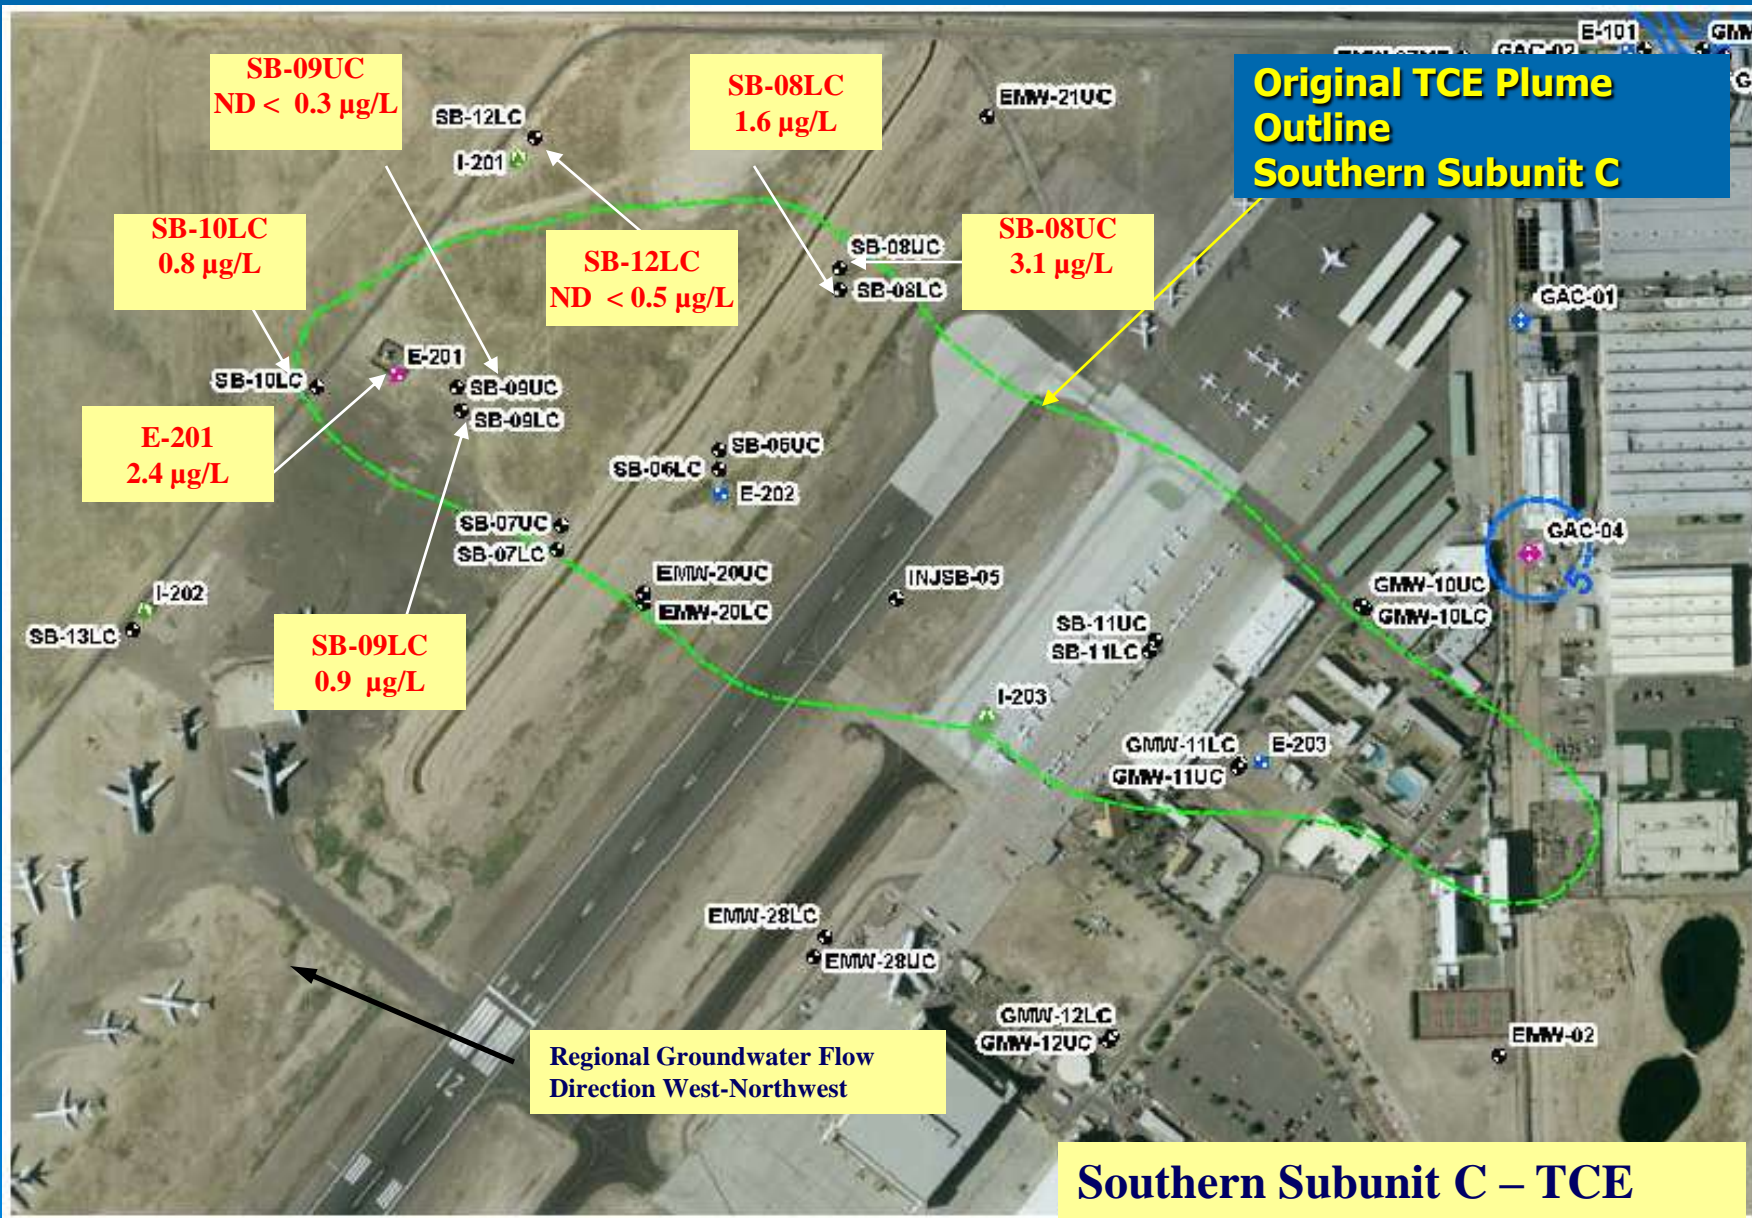 E-101
GMW
GAC-02
SB-09UC
ND < 0.3 µg/L
SB-08LC
1.6 µg/L
Original TCE Plume
Outline
Southern Subunit C
EMW-21UC
SB-12LC
I-201
SB-10LC
0.8 µg/L
SB-12LC
ND < 0.5 µg/L
SB-08UC
SB-08LC
SB-08UC
3.1 µg/L
GAC-01
E-201
SB-10LC
SB-09UC
SB-09LC
E-201
2.4 µg/L
SB-06UC
SB-06LC
E-202
SB-07UC
SB-07LC
GAC-04
5
EMW-20UC
EMW-20LC
INJSB-05
GMW-10UC
GMW-10LC
I-202
SB-13LC
SB-11UC
SB-11LC
SB-09LC
0.9 µg/L
I-203
GMW-11LC
GMW-11UC
E-203
EMW-28LC
EMW-28UC
GMW-12LC
GMW-12UC
EMW-02
Regional Groundwater Flow
Direction West-Northwest
12
Southern Subunit C – TCE